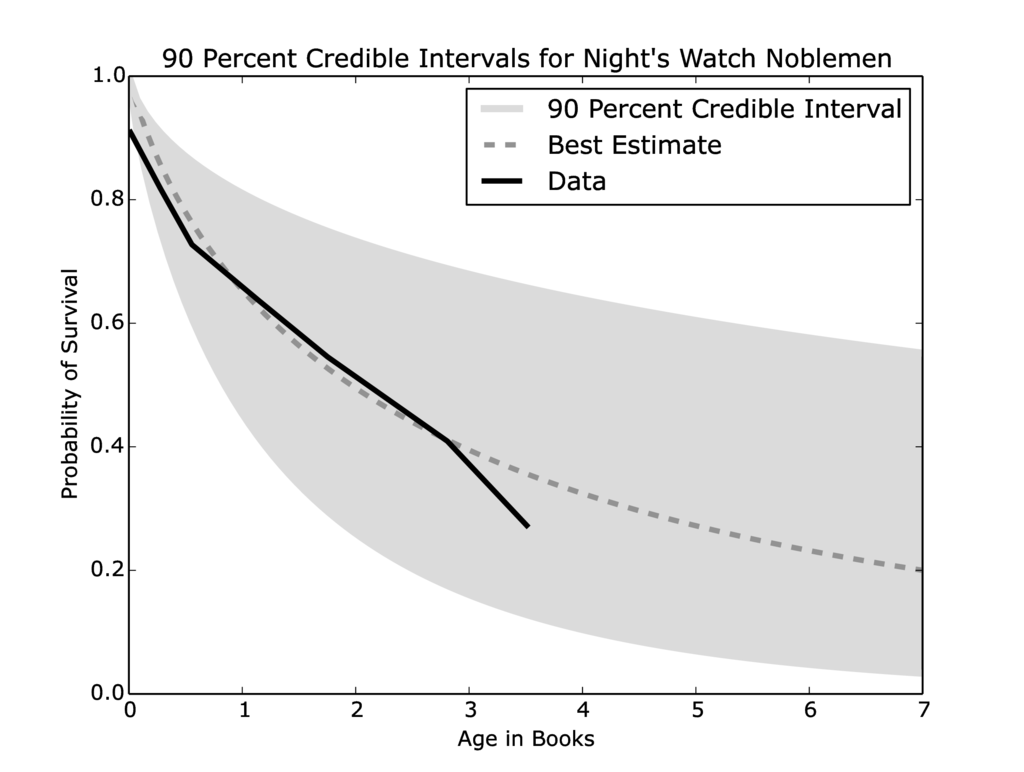 90 Percent Credible Intervals for Night's Watch Noblemen
90 Percent Credible Interval
Best Estimate
Data
Probability of Survival
1.0
0.8
0.6
0.4
0.2
0.0
0 1 2 3 4 5 6 7
Age in Books